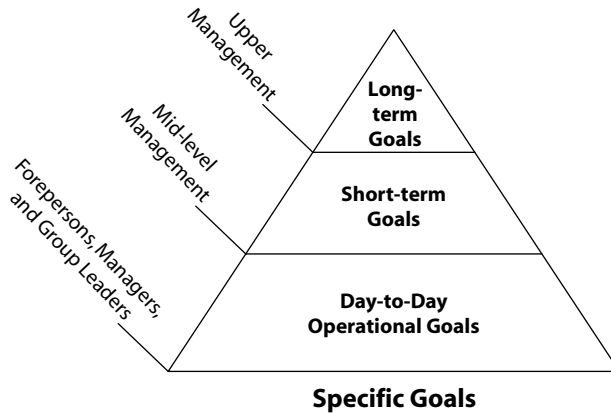 Upper
Management
Long-
term
Goals
Mid-level
Management
Short-term
Goals
Forepersons, Managers,
and Group Leaders
Day-to-Day
Operational Goals
Specific Goals